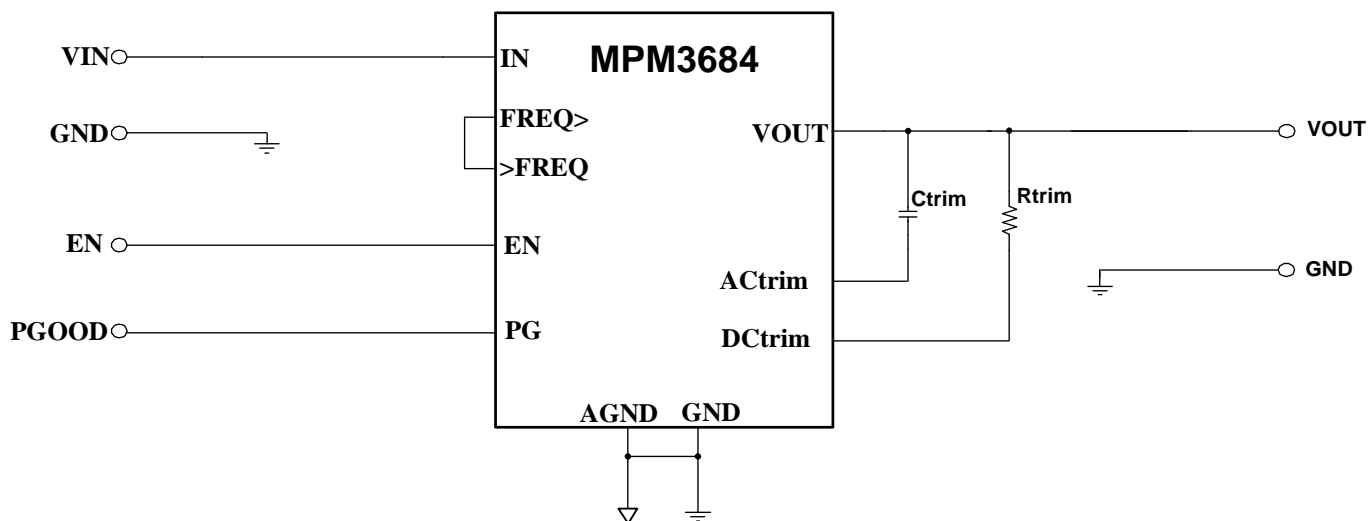 MPM3684
VIN
IN
FREQ>
GND
VOUT
VOUT
>FREQ
Ctrim
Rtrim
EN
EN
GND
ACtrim
PGOOD
PG
DCtrim
AGND
GND